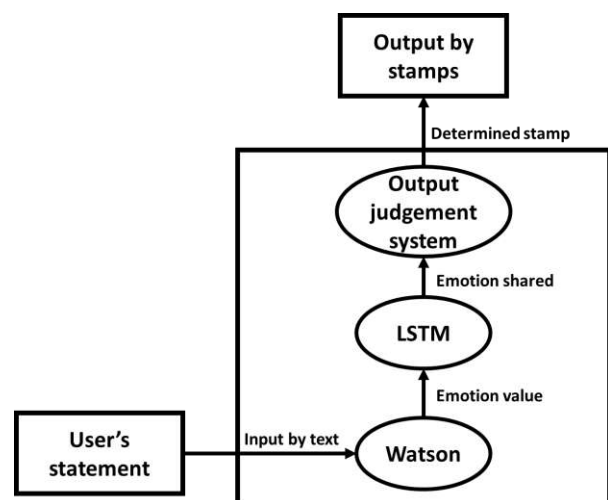 Output by
stamps
Determined stamp
Output
judgement
system
Emotion shared
LSTM
Emotion value
User's
statement
Input by text
Watson